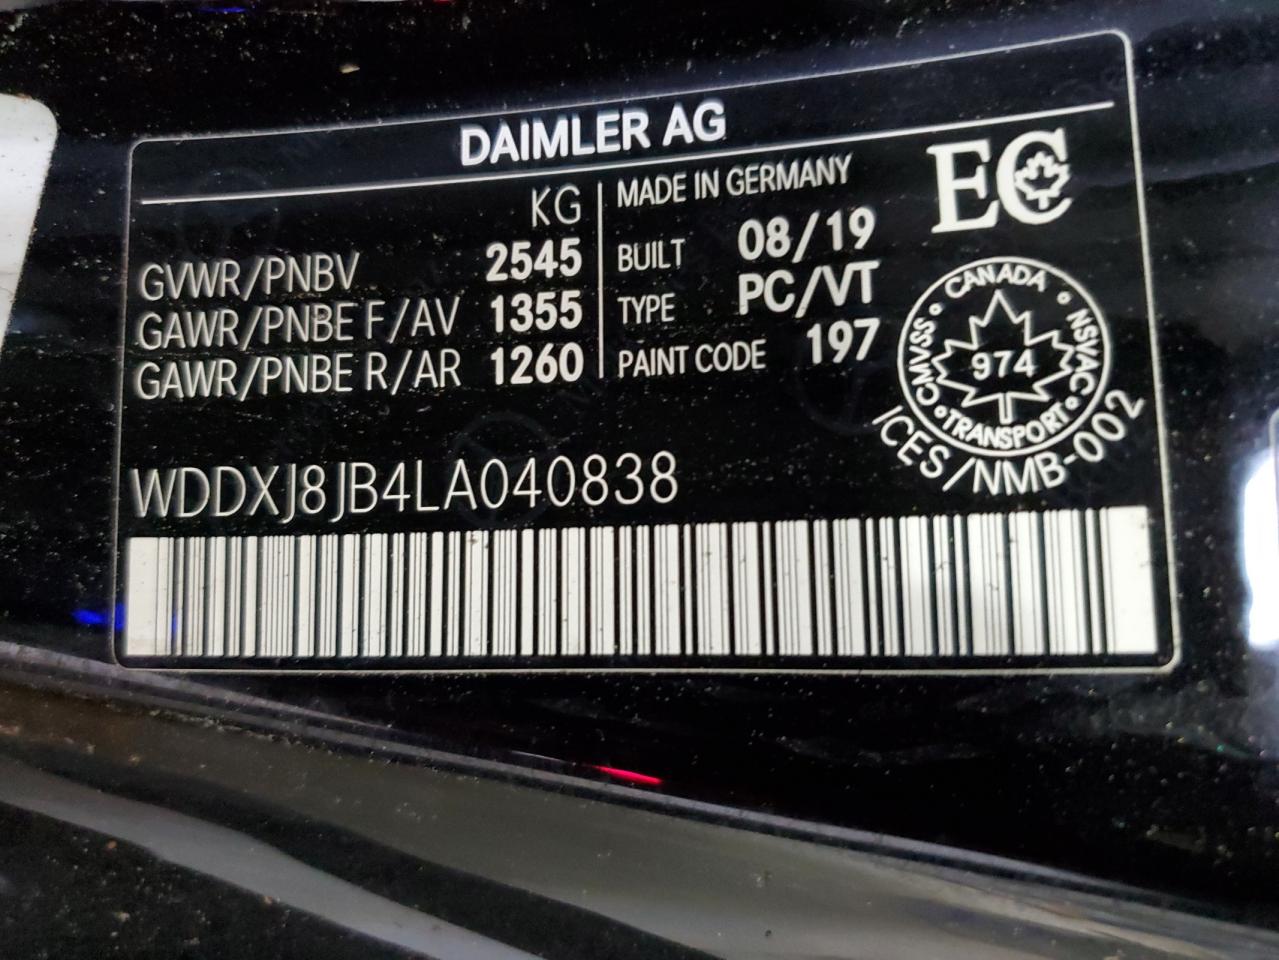 DAIMLER AG
KG
GVWR/PNBV 2545
GAWR/PNBE F/AV 1355
GAWR/PNBE R/AR 1260
MADE IN GERMANY
BUILT 08/19
TYPE PC/VT
PAINT CODE 197
EC
CANADA
NSVAC
TRANSPORT
CMVSS
974
ICES/NMB-002
WDDXJ8JB4LA040838